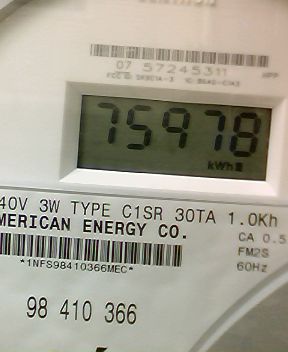 07 57245311
75978
kWh
40V 3W TYPE C1SR 30TA 1.0Kh
MERICAN ENERGY CO.
CA 0.5
*1NFS98410366MEC*
FM2S
60Hz
98 410 366